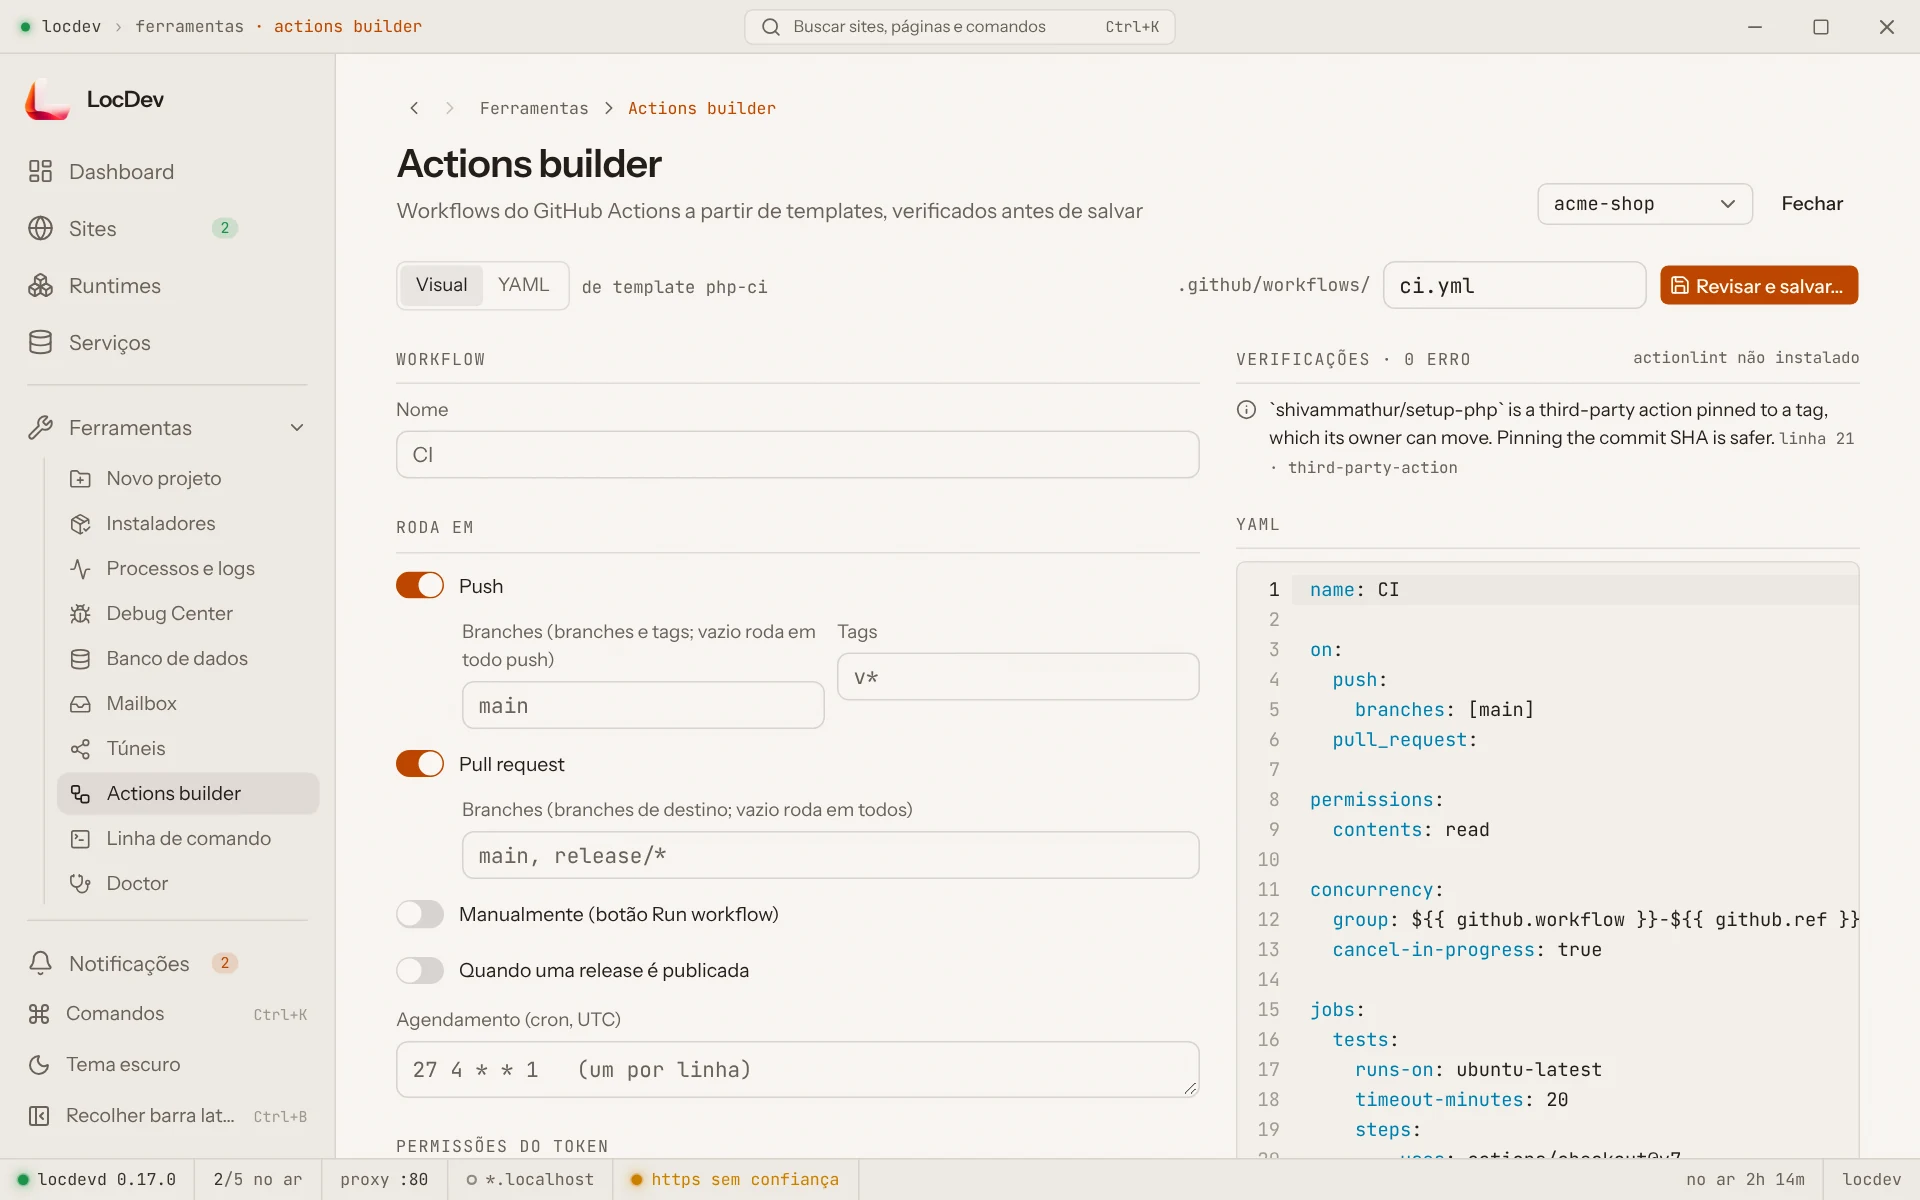 locdev › ferramentas · actions builder
Buscar sites, páginas e comandos Ctrl+K
LocDev
Dashboard
Sites 2
Runtimes
Serviços
Ferramentas
Novo projeto
Instaladores
Processos e logs
Debug Center
Banco de dados
Mailbox
Túneis
Actions builder
Linha de comando
Doctor
Notificações 2
Comandos Ctrl+K
Tema escuro
Recolher barra lat... Ctrl+B
Ferramentas > Actions builder
Actions builder
Workflows do GitHub Actions a partir de templates, verificados antes de salvar
acme-shop
Fechar
Visual YAML de template php-ci
.github/workflows/ ci.yml
Revisar e salvar...
WORKFLOW
Nome
CI
RODA EM
Push
Branches (branches e tags; vazio roda em
todo push)
main
Tags
v*
Pull request
Branches (branches de destino; vazio roda em todos)
main, release/*
Manualmente (botão Run workflow)
Quando uma release é publicada
Agendamento (cron, UTC)
27 4 * * 1 (um por linha)
PERMISSÕES DO TOKEN
VERIFICAÇÕES · 0 ERRO
actionlint não instalado
`shivammathur/setup-php` is a third-party action pinned to a tag,
which its owner can move. Pinning the commit SHA is safer. linha 21
· third-party-action
YAML
1 name: CI
2
3 on:
4 push:
5 branches: [main]
6 pull_request:
7
8 permissions:
9 contents: read
10
11 concurrency:
12 group: ${{ github.workflow }}-${{ github.ref }}
13 cancel-in-progress: true
14
15 jobs:
16 tests:
17 runs-on: ubuntu-latest
18 timeout-minutes: 20
19 steps:
locdevd 0.17.0
2/5 no ar
proxy :80
*.localhost
https sem confiança
no ar 2h 14m
locdev